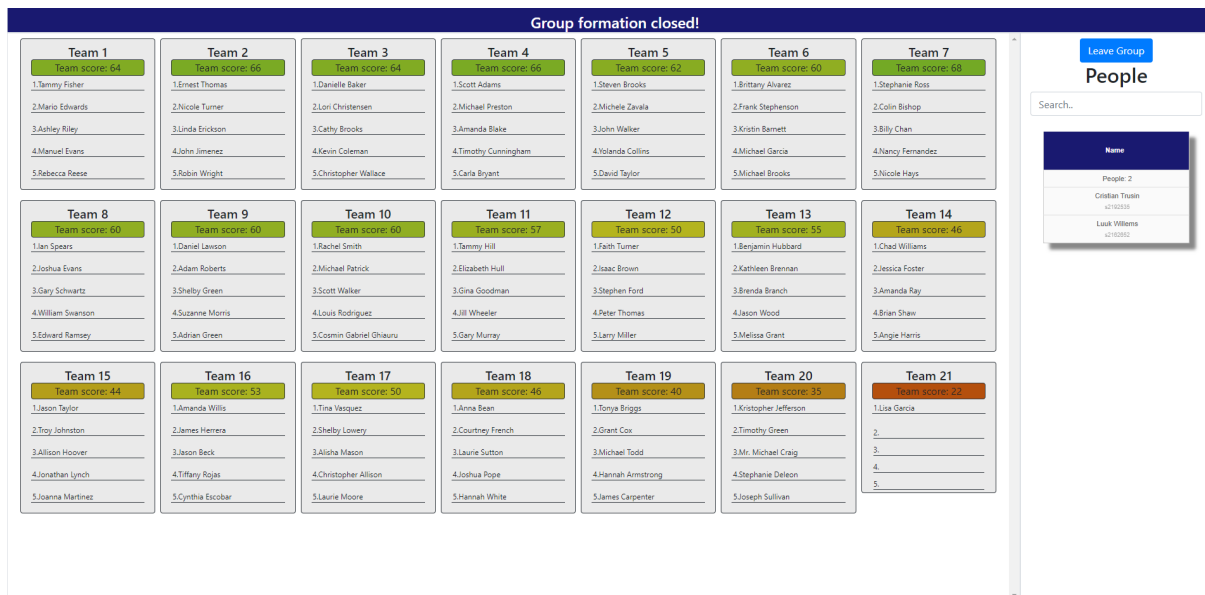 Group formation closed!
Team 1
Team score: 64
1.Tammy Fisher
2.Mario Edwards
3.Ashley Riley
4.Manuel Evans
5.Rebecca Reese
Team 2
Team score: 66
1.Ernest Thomas
2.Nicole Turner
3.Linda Erickson
4.John Jimenez
5.Robin Wright
Team 3
Team score: 64
1.Danielle Baker
2.Lori Christensen
3.Cathy Brooks
4.Kevin Coleman
5.Christopher Wallace
Team 4
Team score: 66
1.Scott Adams
2.Michael Preston
3.Amanda Blake
4.Timothy Cunningham
5.Carla Bryant
Team 5
Team score: 62
1.Steven Brooks
2.Michele Zavala
3.John Walker
4.Yolanda Collins
5.David Taylor
Team 6
Team score: 60
1.Brittany Alvarez
2.Frank Stephenson
3.Kristin Barnett
4.Michael Garcia
5.Michael Brooks
Team 7
Team score: 68
1.Stephanie Ross
2.Colin Bishop
3.Billy Chan
4.Nancy Fernandez
5.Nicole Hays
Team 8
Team score: 60
1.Ian Spears
2.Joshua Evans
3.Gary Schwartz
4.William Swanson
5.Edward Ramsey
Team 9
Team score: 60
1.Daniel Lawson
2.Adam Roberts
3.Shelby Green
4.Suzanne Morris
5.Adrian Green
Team 10
Team score: 60
1.Rachel Smith
2.Michael Patrick
3.Scott Walker
4.Louis Rodriguez
5.Cosmin Gabriel Ghiauru
Team 11
Team score: 57
1.Tammy Hill
2.Elizabeth Hull
3.Gina Goodman
4.Jill Wheeler
5.Gary Murray
Team 12
Team score: 50
1.Faith Turner
2.Isaac Brown
3.Stephen Ford
4.Peter Thomas
5.Larry Miller
Team 13
Team score: 55
1.Benjamin Hubbard
2.Kathleen Brennan
3.Brenda Branch
4.Jason Wood
5.Melissa Grant
Team 14
Team score: 46
1.Chad Williams
2.Jessica Foster
3.Amanda Ray
4.Brian Shaw
5.Angie Harris
Team 15
Team score: 44
1.Jason Taylor
2.Troy Johnston
3.Allison Hoover
4.Jonathan Lynch
5.Joanna Martinez
Team 16
Team score: 53
1.Amanda Willis
2.James Herrera
3.Jason Beck
4.Tiffany Rojas
5.Cynthia Escobar
Team 17
Team score: 50
1.Tina Vasquez
2.Shelby Lowery
3.Alisha Mason
4.Christopher Allison
5.Laurie Moore
Team 18
Team score: 46
1.Anna Bean
2.Courtney French
3.Laurie Sutton
4.Joshua Pope
5.Hannah White
Team 19
Team score: 40
1.Tonya Briggs
2.Grant Cox
3.Michael Todd
4.Hannah Armstrong
5.James Carpenter
Team 20
Team score: 35
1.Kristopher Jefferson
2.Timothy Green
3.Mr. Michael Craig
4.Stephanie Deleon
5.Joseph Sullivan
Team 21
Team score: 22
1.Lisa Garcia
2.
3.
4.
5.
Leave Group
People
Search..
Name
People: 2
Cristian Trusin
Luuk Willems